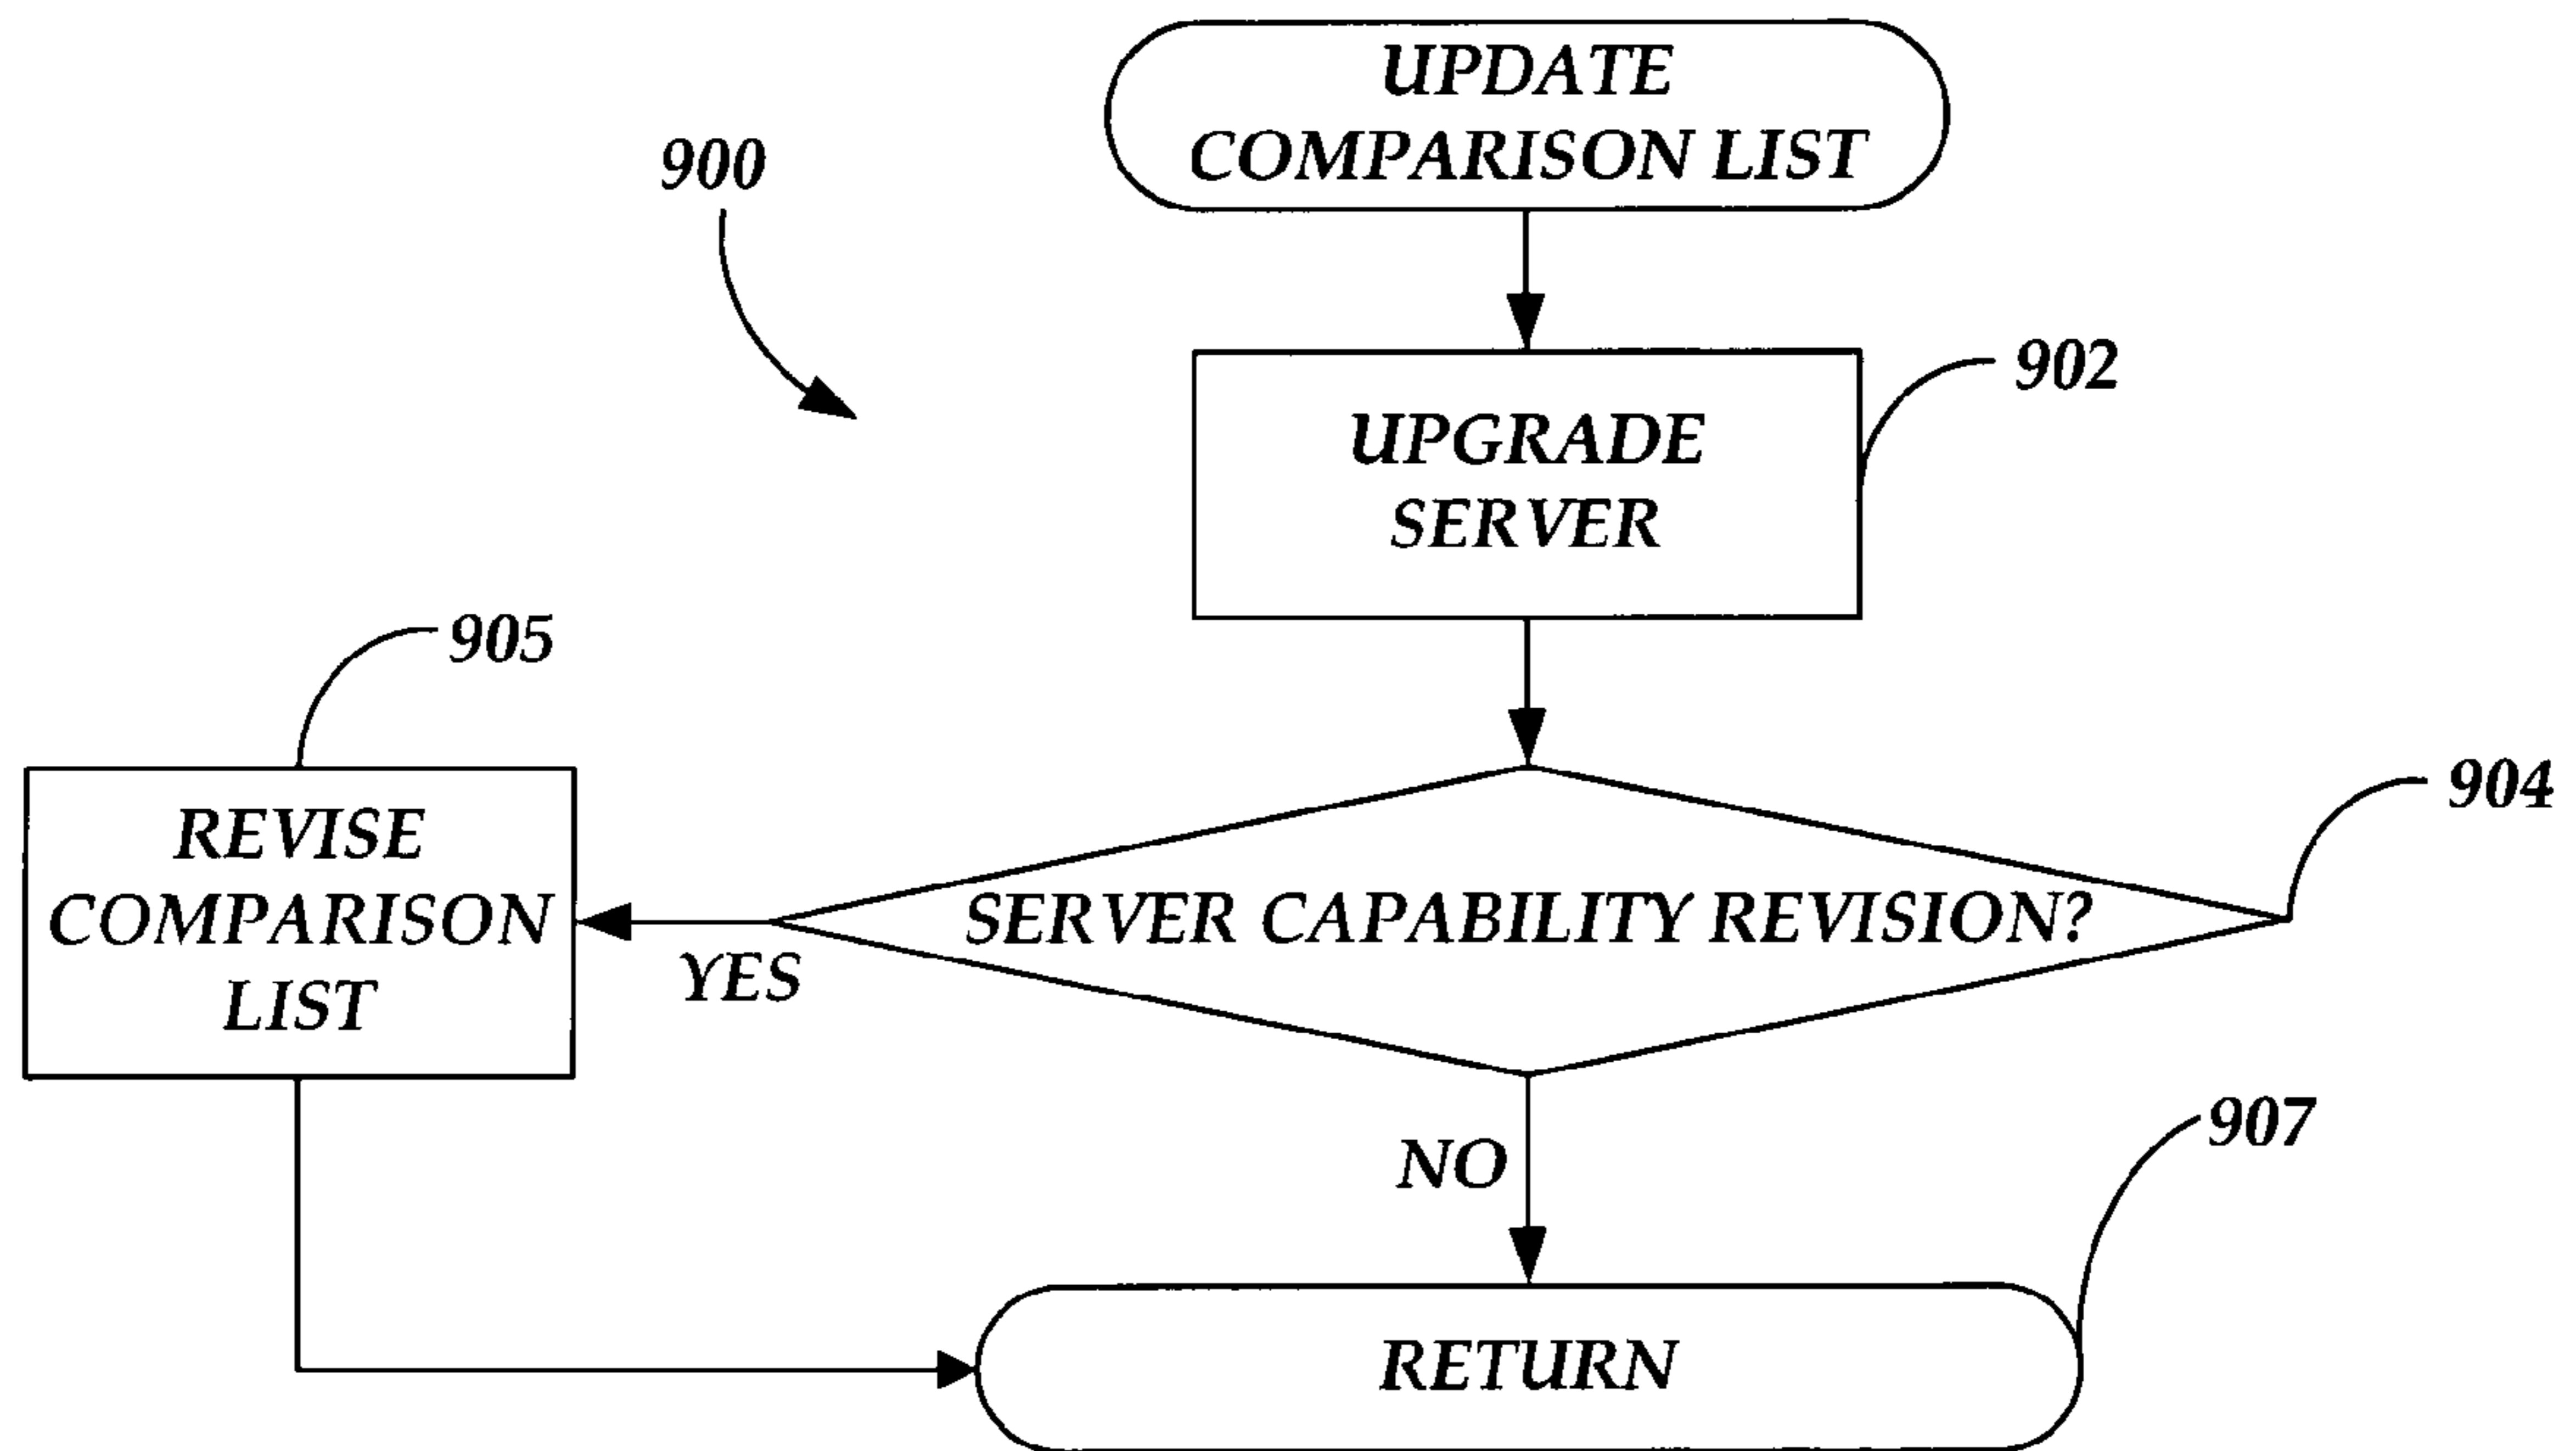 UPDATE
COMPARISON LIST
900
902
UPGRADE
SERVER
905
904
REVISE
COMPARISON
LIST
SERVER CAPABILITY REVISION?
YES
NO
907
RETURN